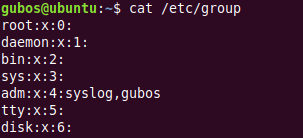 gubos@ubuntu:~$ cat /etc/group
root:x:0:
daemon:x:1:
bin:x:2:
sys:x:3:
adm:x:4:syslog,gubos
tty:x:5:
disk:x:6: